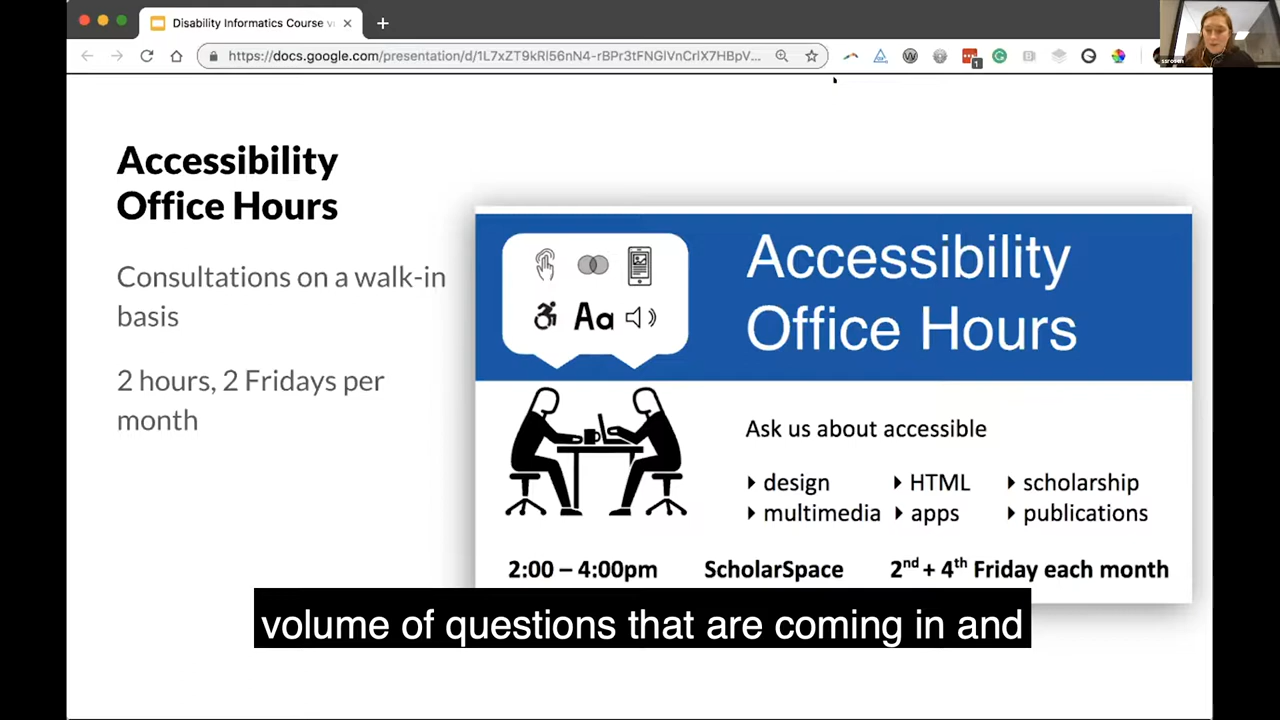 Disability Informatics Course v
https://docs.google.com/presentation/d/1L7xZT9kRl56nN4-rBPr3tFNGlVnCrlX7HBpV...
1
ssrosen
Accessibility
Office Hours
Consultations on a walk-in
basis
2 hours, 2 Fridays per
month
Aa
Accessibility
Office Hours
Ask us about accessible
design HTML scholarship
multimedia apps publications
2:00 – 4:00pm ScholarSpace 2nd + 4th Friday each month
volume of questions that are coming in and